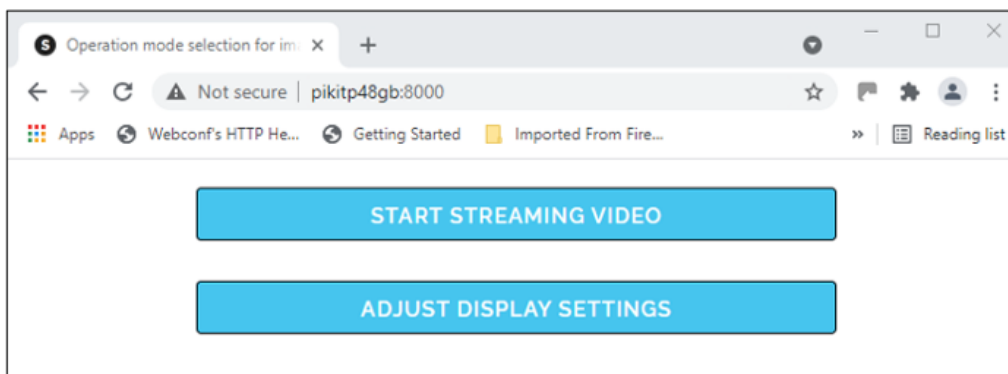 Operation mode selection for im
Not secure | pikitp48gb:8000
Apps Webconf's HTTP He... Getting Started Imported From Fire... » Reading list
START STREAMING VIDEO
ADJUST DISPLAY SETTINGS